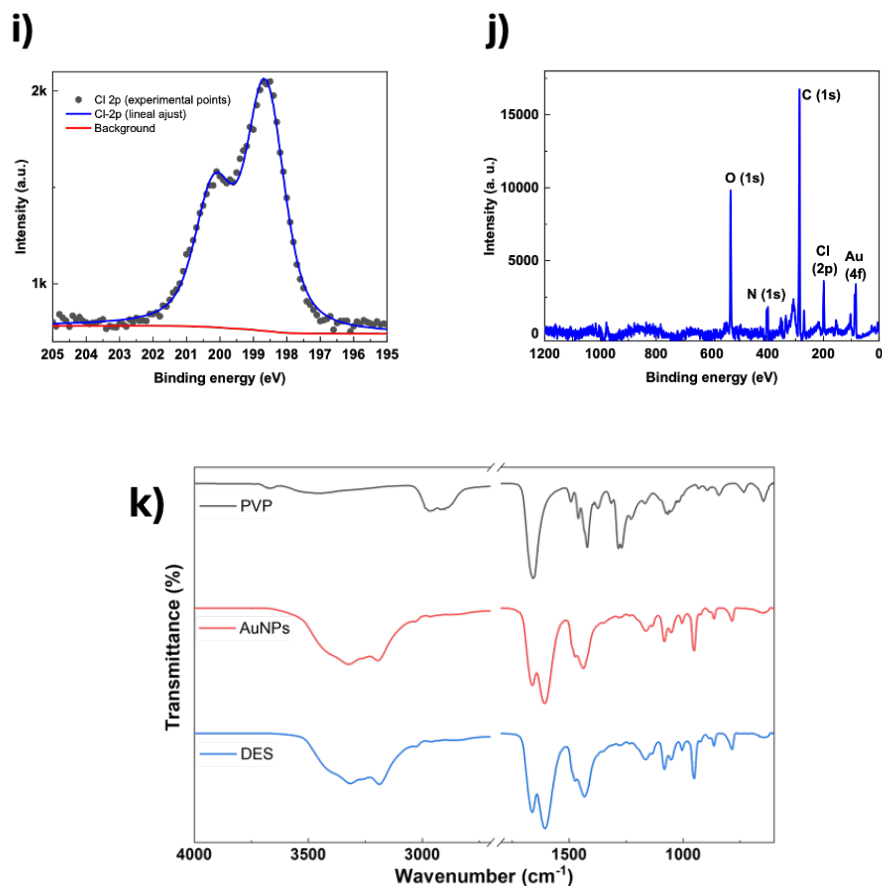 i)
2k
1k
Intensity (a.u.)
Cl 2p (experimental points)
Cl-2p (lineal ajust)
Background
205 204 203 202 201 200 199 198 197 196 195
Binding energy (eV)
j)
15000
10000
5000
0
Intensity (a. u.)
C (1s)
O (1s)
N (1s)
Cl
(2p)
Au
(4f)
1200 1000 800 600 400 200 0
Binding energy (eV)
k)
PVP
AuNPs
DES
Transmittance (%)
4000 3500 3000 1500 1000
Wavenumber (cm-1)